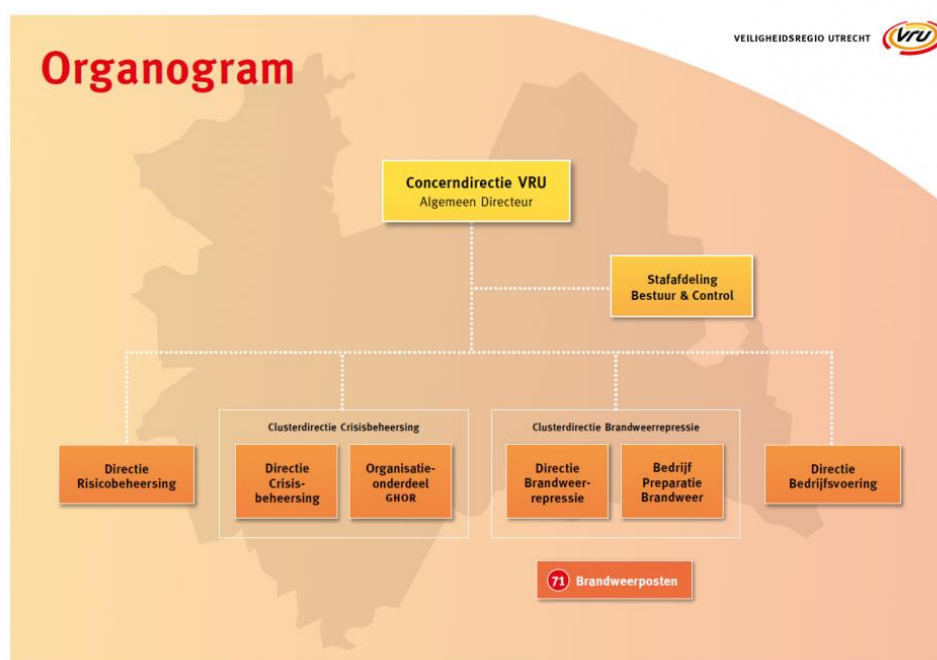 VEILIGHEIDSREGIO UTRECHT
vru
Organogram
Concerndirectie VRU
Algemeen Directeur
Stafafdeling
Bestuur & Control
Clusterdirectie Crisisbeheersing
Clusterdirectie Brandweerrepressie
Directie
Risicobeheersing
Directie
Crisis-
beheersing
Organisatie-
onderdeel
GHOR
Directie
Brandweer-
repressie
Bedrijf
Preparatie
Brandweer
Directie
Bedrijfsvoering
71 Brandweerposten